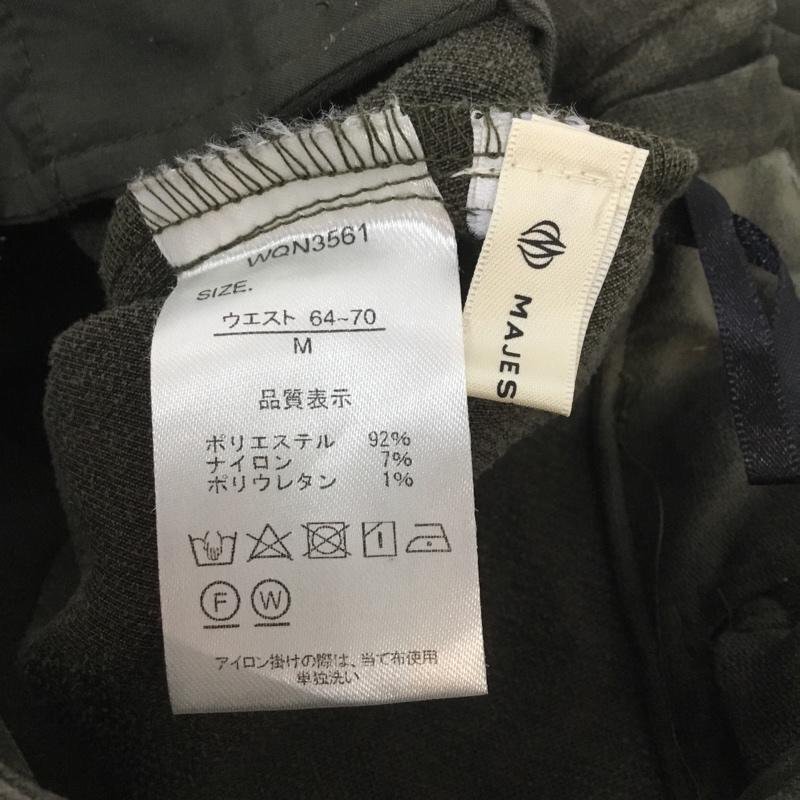 WQN3561
SIZE.
ウエスト 64~70
M
品質表示
ポリエステル 92%
ナイロン 7%
ポリウレタン 1%
F W
アイロン掛けの際は、当て布使用
単独洗い
MAJES